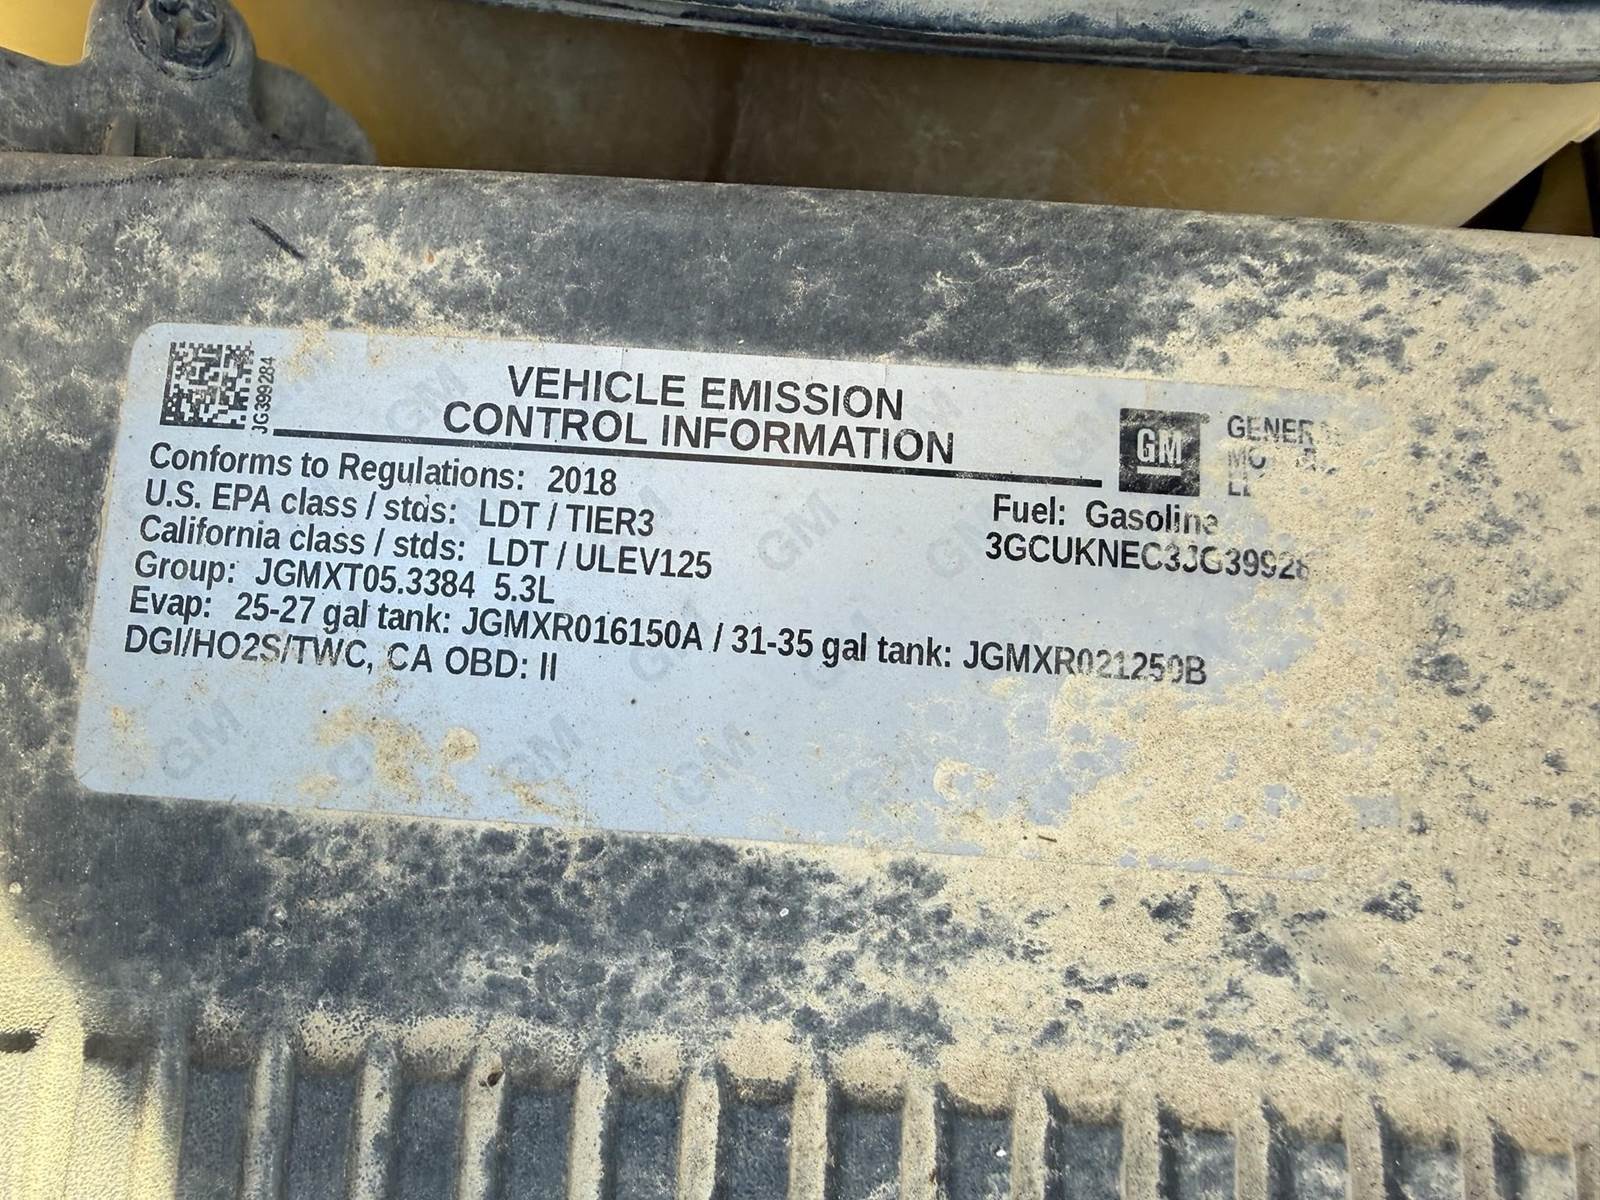 JG399284
VEHICLE EMISSION
CONTROL INFORMATION
GM
Conforms to Regulations: 2018
U.S. EPA class / stds: LDT / TIER3
California class / stds: LDT / ULEV125
Group: JGMXT05.3384 5.3L
Evap: 25-27 gal tank: JGMXR016150A / 31-35 gal tank: JGMXR021250B
DGI/HO2S/TWC, CA OBD: II
Fuel: Gasoline